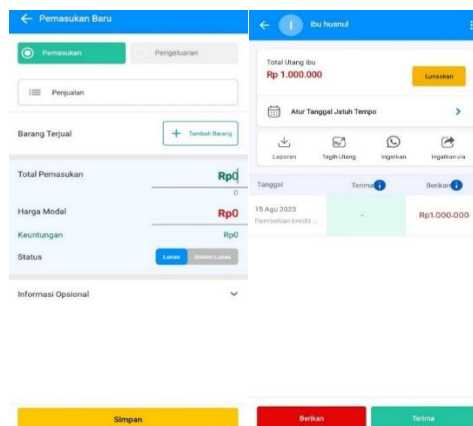 Pemasukan Baru
Pemasukan
Pengeluaran
Penjualan
Barang Terjual
+ Tambah Barang
Total Pemasukan
Rp0
0
Harga Modal
Rp0
Keuntungan
Rp0
Status
Lunas
Belum Lunas
Informasi Opsional
Simpan
I
ibu husnul
Total Utang ibu
Rp 1.000.000
Lunaskan
Atur Tanggal Jatuh Tempo
Laporan
Tagih Utang
Ingatkan
Ingatkan via
Tanggal
Terima
Berikan
15 Agu 2023
-
Rp1.000.000
Pembelian kredit ...
Berikan
Terima